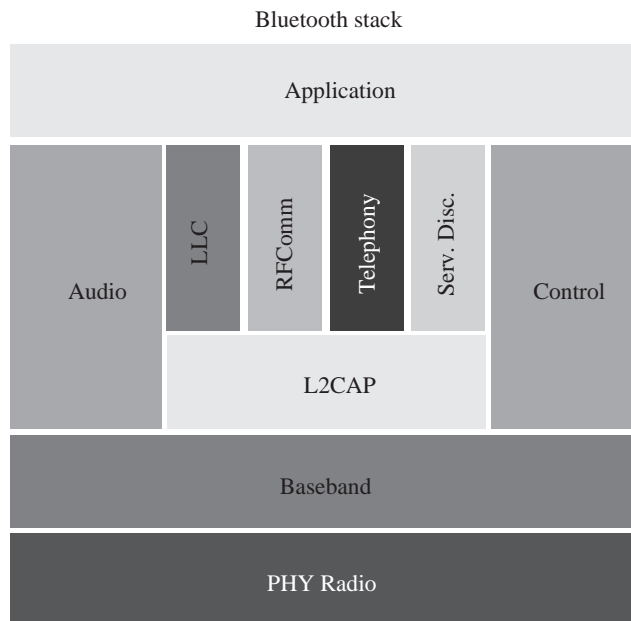 Bluetooth stack
Application
Audio
LLC
RFComm
Telephony
Serv. Disc.
Control
L2CAP
Baseband
PHY Radio